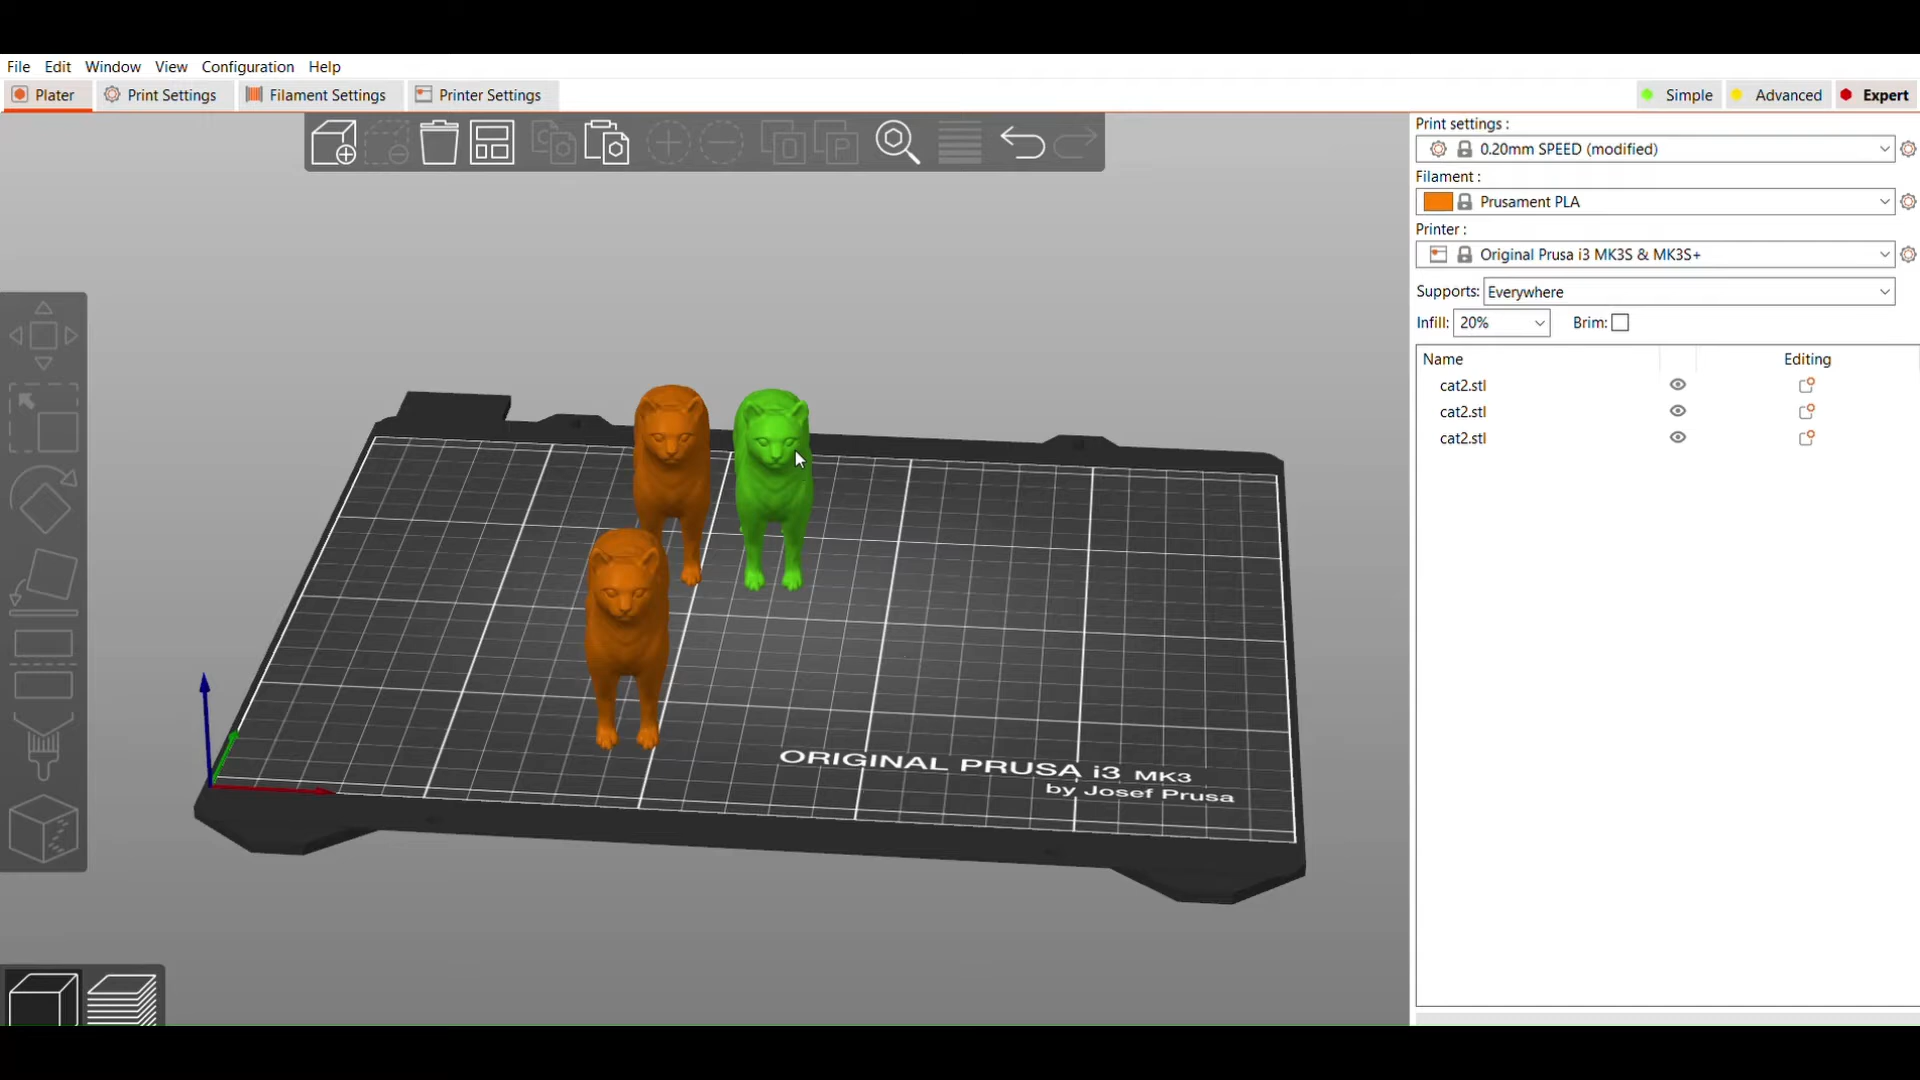 File Edit Window View Configuration Help
Plater Print Settings Filament Settings Printer Settings Simple Advanced Expert
Print settings :
0.20mm SPEED (modified)
Filament :
Prusament PLA
Printer :
Original Prusa i3 MK3S & MK3S+
Supports: Everywhere
Infill: 20% Brim:
Name Editing
cat2.stl
cat2.stl
cat2.stl
ORIGINAL PRUSA i3 MK3
by Josef Prusa